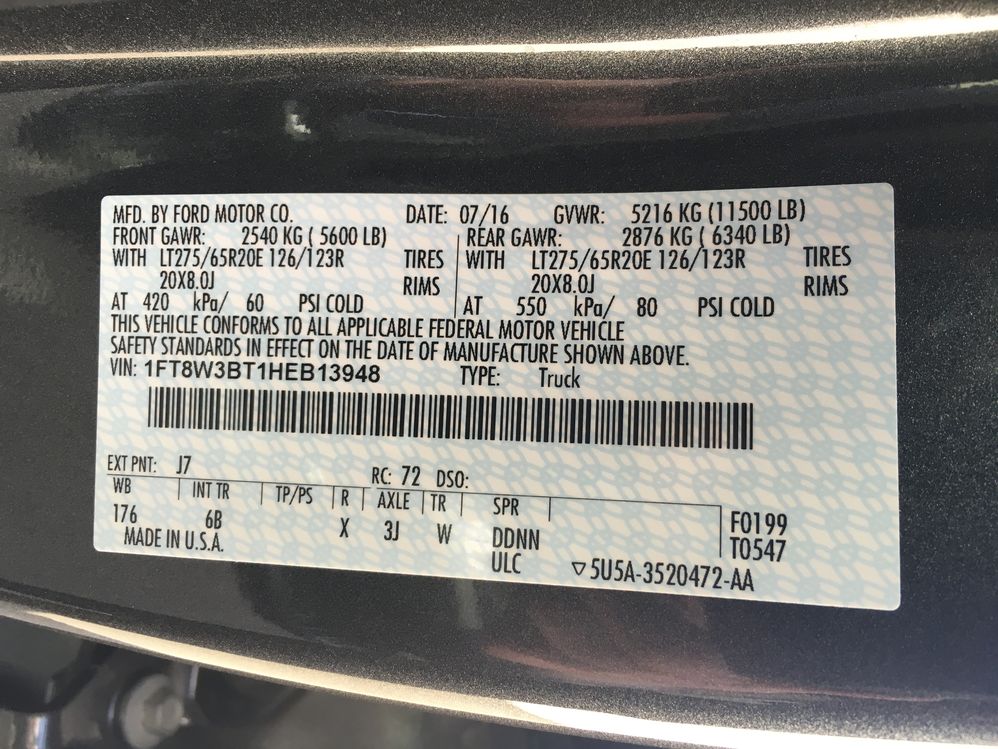 MFD. BY FORD MOTOR CO. DATE: 07/16 GVWR: 5216 KG (11500 LB)
FRONT GAWR: 2540 KG ( 5600 LB) REAR GAWR: 2876 KG ( 6340 LB)
WITH LT275/65R20E 126/123R TIRES WITH LT275/65R20E 126/123R TIRES
20X8.0J RIMS 20X8.0J RIMS
AT 420 kPa/ 60 PSI COLD AT 550 kPa/ 80 PSI COLD
THIS VEHICLE CONFORMS TO ALL APPLICABLE FEDERAL MOTOR VEHICLE
SAFETY STANDARDS IN EFFECT ON THE DATE OF MANUFACTURE SHOWN ABOVE.
VIN: 1FT8W3BT1HEB13948 TYPE: Truck
EXT PNT: J7 RC: 72 DSO:
WB INT TR TP/PS R AXLE TR SPR
176 6B X 3J W DDNN F0199
MADE IN U.S.A. ULC T0547
▽5U5A-3520472-AA